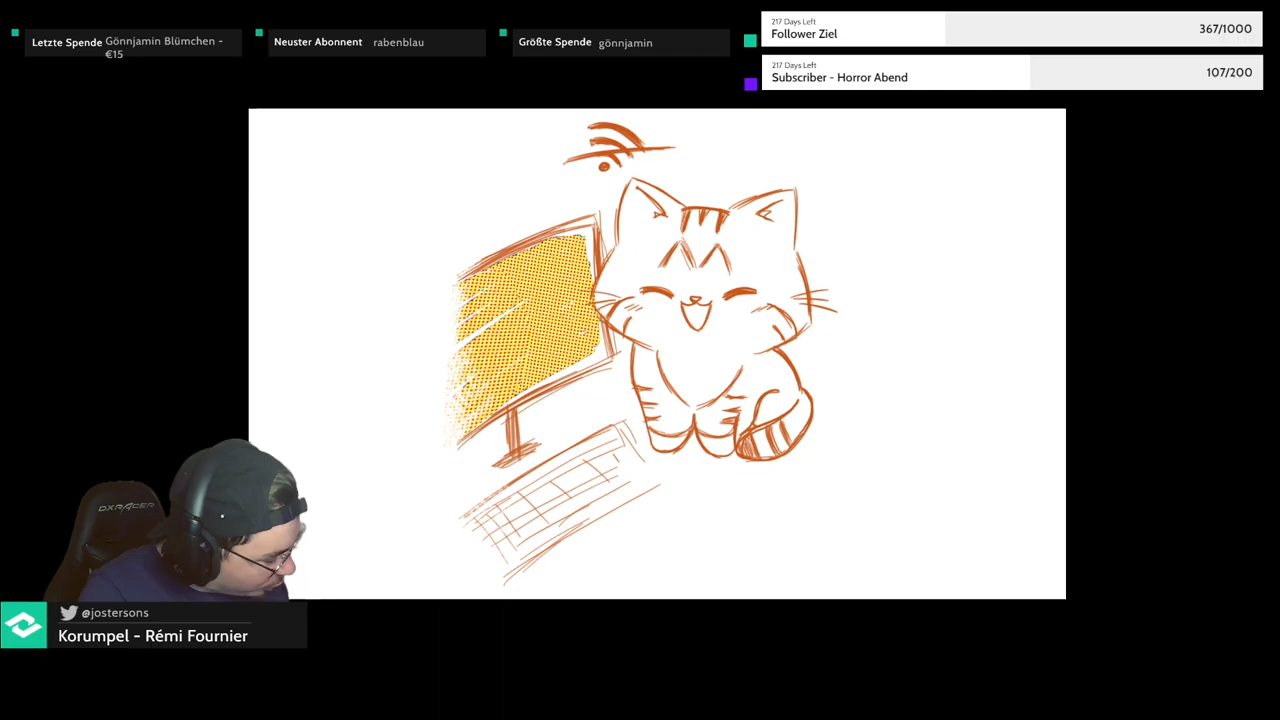 Letzte Spende Gönnjamin Blümchen -
€15
Neuster Abonnent rabenblau
Größte Spende gönnjamin
217 Days Left
Follower Ziel 367/1000
217 Days Left
Subscriber - Horror Abend 107/200
DXRACER
@jostersons
Korumpel - Rémi Fournier